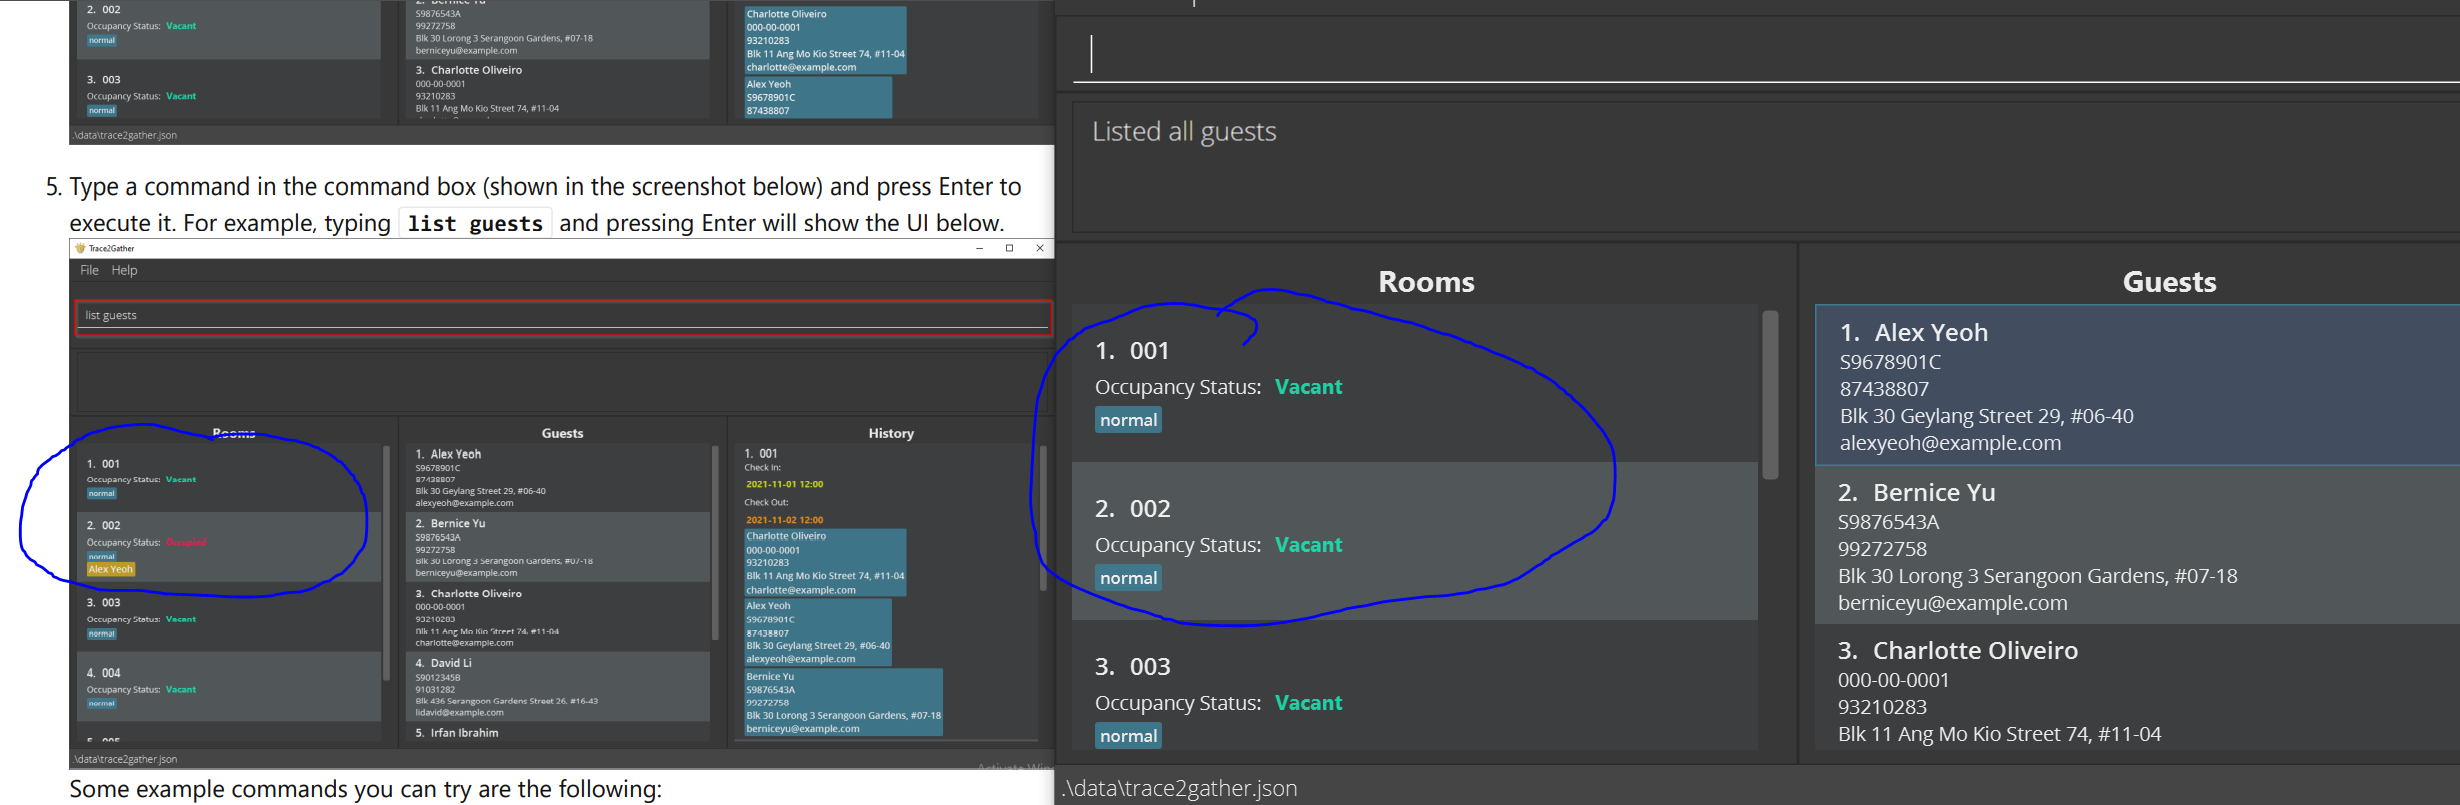 2. 002
Occupancy Status: Vacant
normal
3. 003
Occupancy Status: Vacant
normal
S9876543A
99272758
Blk 30 Lorong 3 Serangoon Gardens, #07-18
berniceyu@example.com
3. Charlotte Oliveiro
000-00-0001
93210283
Blk 11 Ang Mo Kio Street 74, #11-04
Charlotte Oliveiro
000-00-0001
93210283
Blk 11 Ang Mo Kio Street 74, #11-04
charlotte@example.com
Alex Yeoh
S9678901C
87438807
.\data\trace2gather.json
5. Type a command in the command box (shown in the screenshot below) and press Enter to
execute it. For example, typing list guests and pressing Enter will show the UI below.
Trace2Gather
File Help
list guests
Rooms
1. 001
Occupancy Status: Vacant
normal
2. 002
Occupancy Status: Occupied
normal
Alex Yeoh
3. 003
Occupancy Status: Vacant
normal
4. 004
Occupancy Status: Vacant
normal
5. 005
Guests
1. Alex Yeoh
S9678901C
87438807
Blk 30 Geylang Street 29, #06-40
alexyeoh@example.com
2. Bernice Yu
S9876543A
99272758
Blk 30 Lorong 3 Serangoon Gardens, #07-18
berniceyu@example.com
3. Charlotte Oliveiro
000-00-0001
93210283
Blk 11 Ang Mo Kio Street 74, #11-04
charlotte@example.com
4. David Li
S9012345B
91031282
Blk 436 Serangoon Gardens Street 26, #16-43
lidavid@example.com
5. Irfan Ibrahim
History
1. 001
Check In:
2021-11-01 12:00
Check Out:
2021-11-02 12:00
Charlotte Oliveiro
000-00-0001
93210283
Blk 11 Ang Mo Kio Street 74, #11-04
charlotte@example.com
Alex Yeoh
S9678901C
87438807
Blk 30 Geylang Street 29, #06-40
alexyeoh@example.com
Bernice Yu
S9876543A
99272758
Blk 30 Lorong 3 Serangoon Gardens, #07-18
berniceyu@example.com
.\data\trace2gather.json
Some example commands you can try are the following:
Listed all guests
Rooms
1. 001
Occupancy Status: Vacant
normal
2. 002
Occupancy Status: Vacant
normal
3. 003
Occupancy Status: Vacant
normal
Guests
1. Alex Yeoh
S9678901C
87438807
Blk 30 Geylang Street 29, #06-40
alexyeoh@example.com
2. Bernice Yu
S9876543A
99272758
Blk 30 Lorong 3 Serangoon Gardens, #07-18
berniceyu@example.com
3. Charlotte Oliveiro
000-00-0001
93210283
Blk 11 Ang Mo Kio Street 74, #11-04
.\data\trace2gather.json